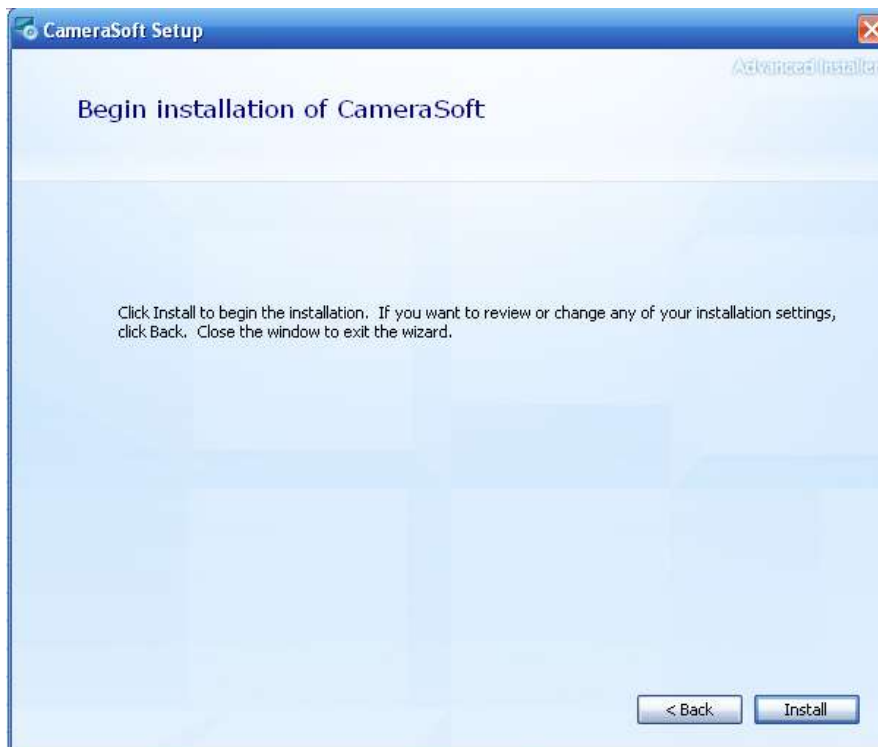 CameraSoft Setup
Advanced Installer
Begin installation of CameraSoft
Click Install to begin the installation.  If you want to review or change any of your installation settings,
click Back.  Close the window to exit the wizard.
< Back
Install